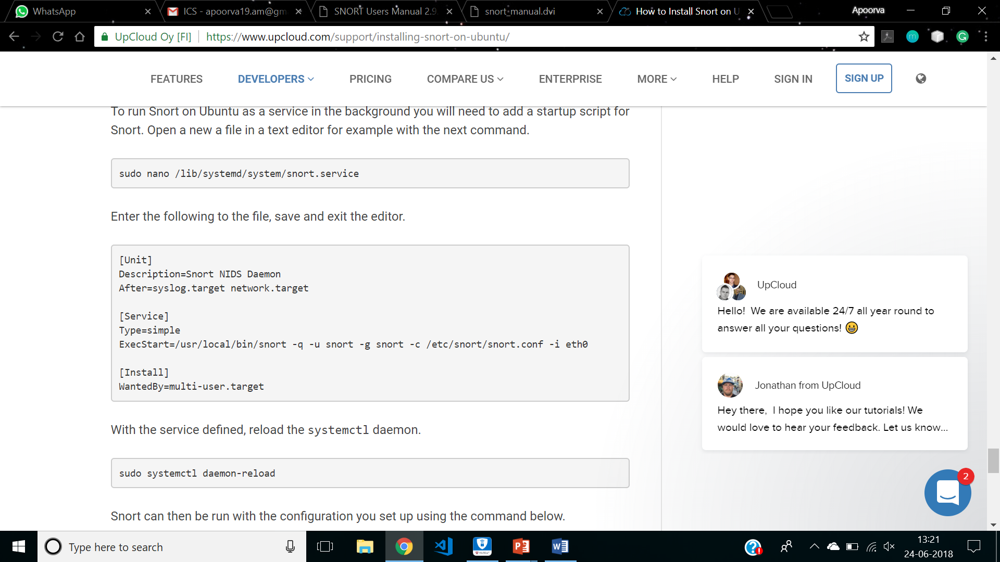 WhatsApp
ICS - apoorva19.am@gm
SNORT Users Manual 2.9.
snort_manual.dvi
How to Install Snort on U
Apoorva
UpCloud Oy [FI]
https://www.upcloud.com/support/installing-snort-on-ubuntu/
FEATURES
DEVELOPERS
PRICING
COMPARE US
ENTERPRISE
MORE
HELP
SIGN IN
SIGN UP
To run Snort on Ubuntu as a service in the background you will need to add a startup script for
Snort. Open a new a file in a text editor for example with the next command.
sudo nano /lib/systemd/system/snort.service
Enter the following to the file, save and exit the editor.
[Unit]
Description=Snort NIDS Daemon
After=syslog.target network.target
[Service]
Type=simple
ExecStart=/usr/local/bin/snort -q -u snort -g snort -c /etc/snort/snort.conf -i eth0
[Install]
WantedBy=multi-user.target
With the service defined, reload the systemctl daemon.
sudo systemctl daemon-reload
Snort can then be run with the configuration you set up using the command below.
UpCloud
Hello! We are available 24/7 all year round to
answer all your questions! 😀
Jonathan from UpCloud
Hey there, I hope you like our tutorials! We
would love to hear your feedback. Let us know...
2
Type here to search
13:21
24-06-2018